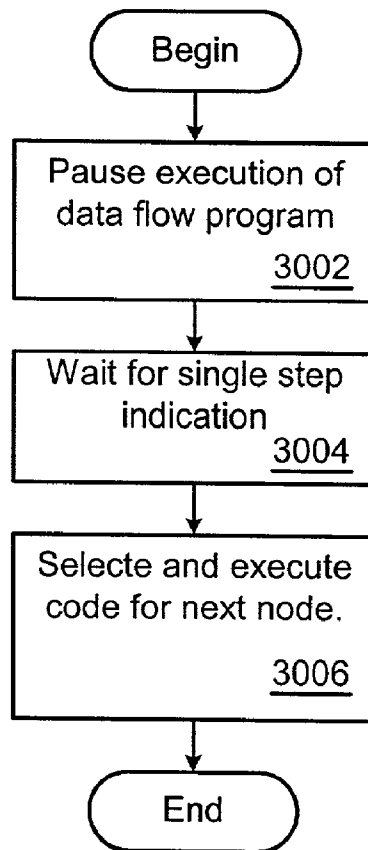 Begin
Pause execution of
data flow program
3002
Wait for single step
indication
3004
Selecte and execute
code for next node.
3006
End